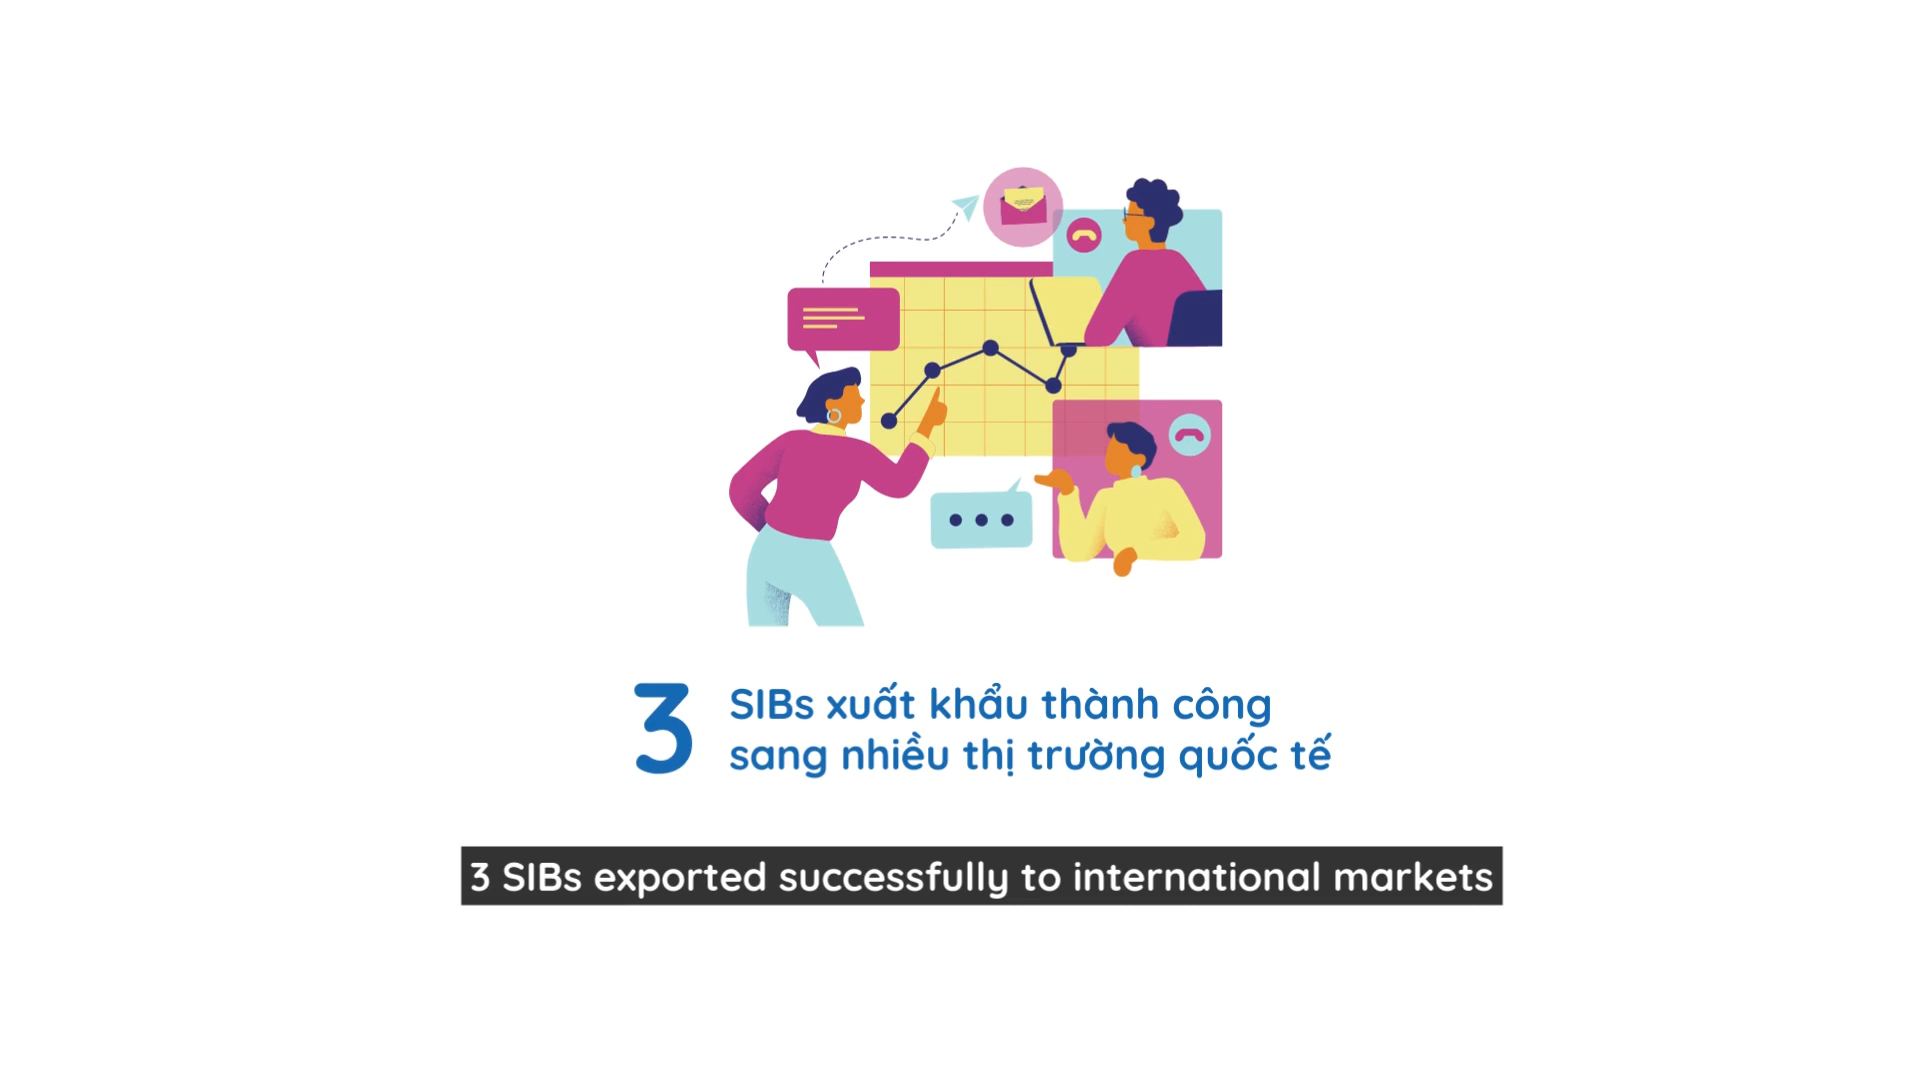 3
SIBs xuất khẩu thành công
sang nhiều thị trường quốc tế
3 SIBs exported successfully to international markets